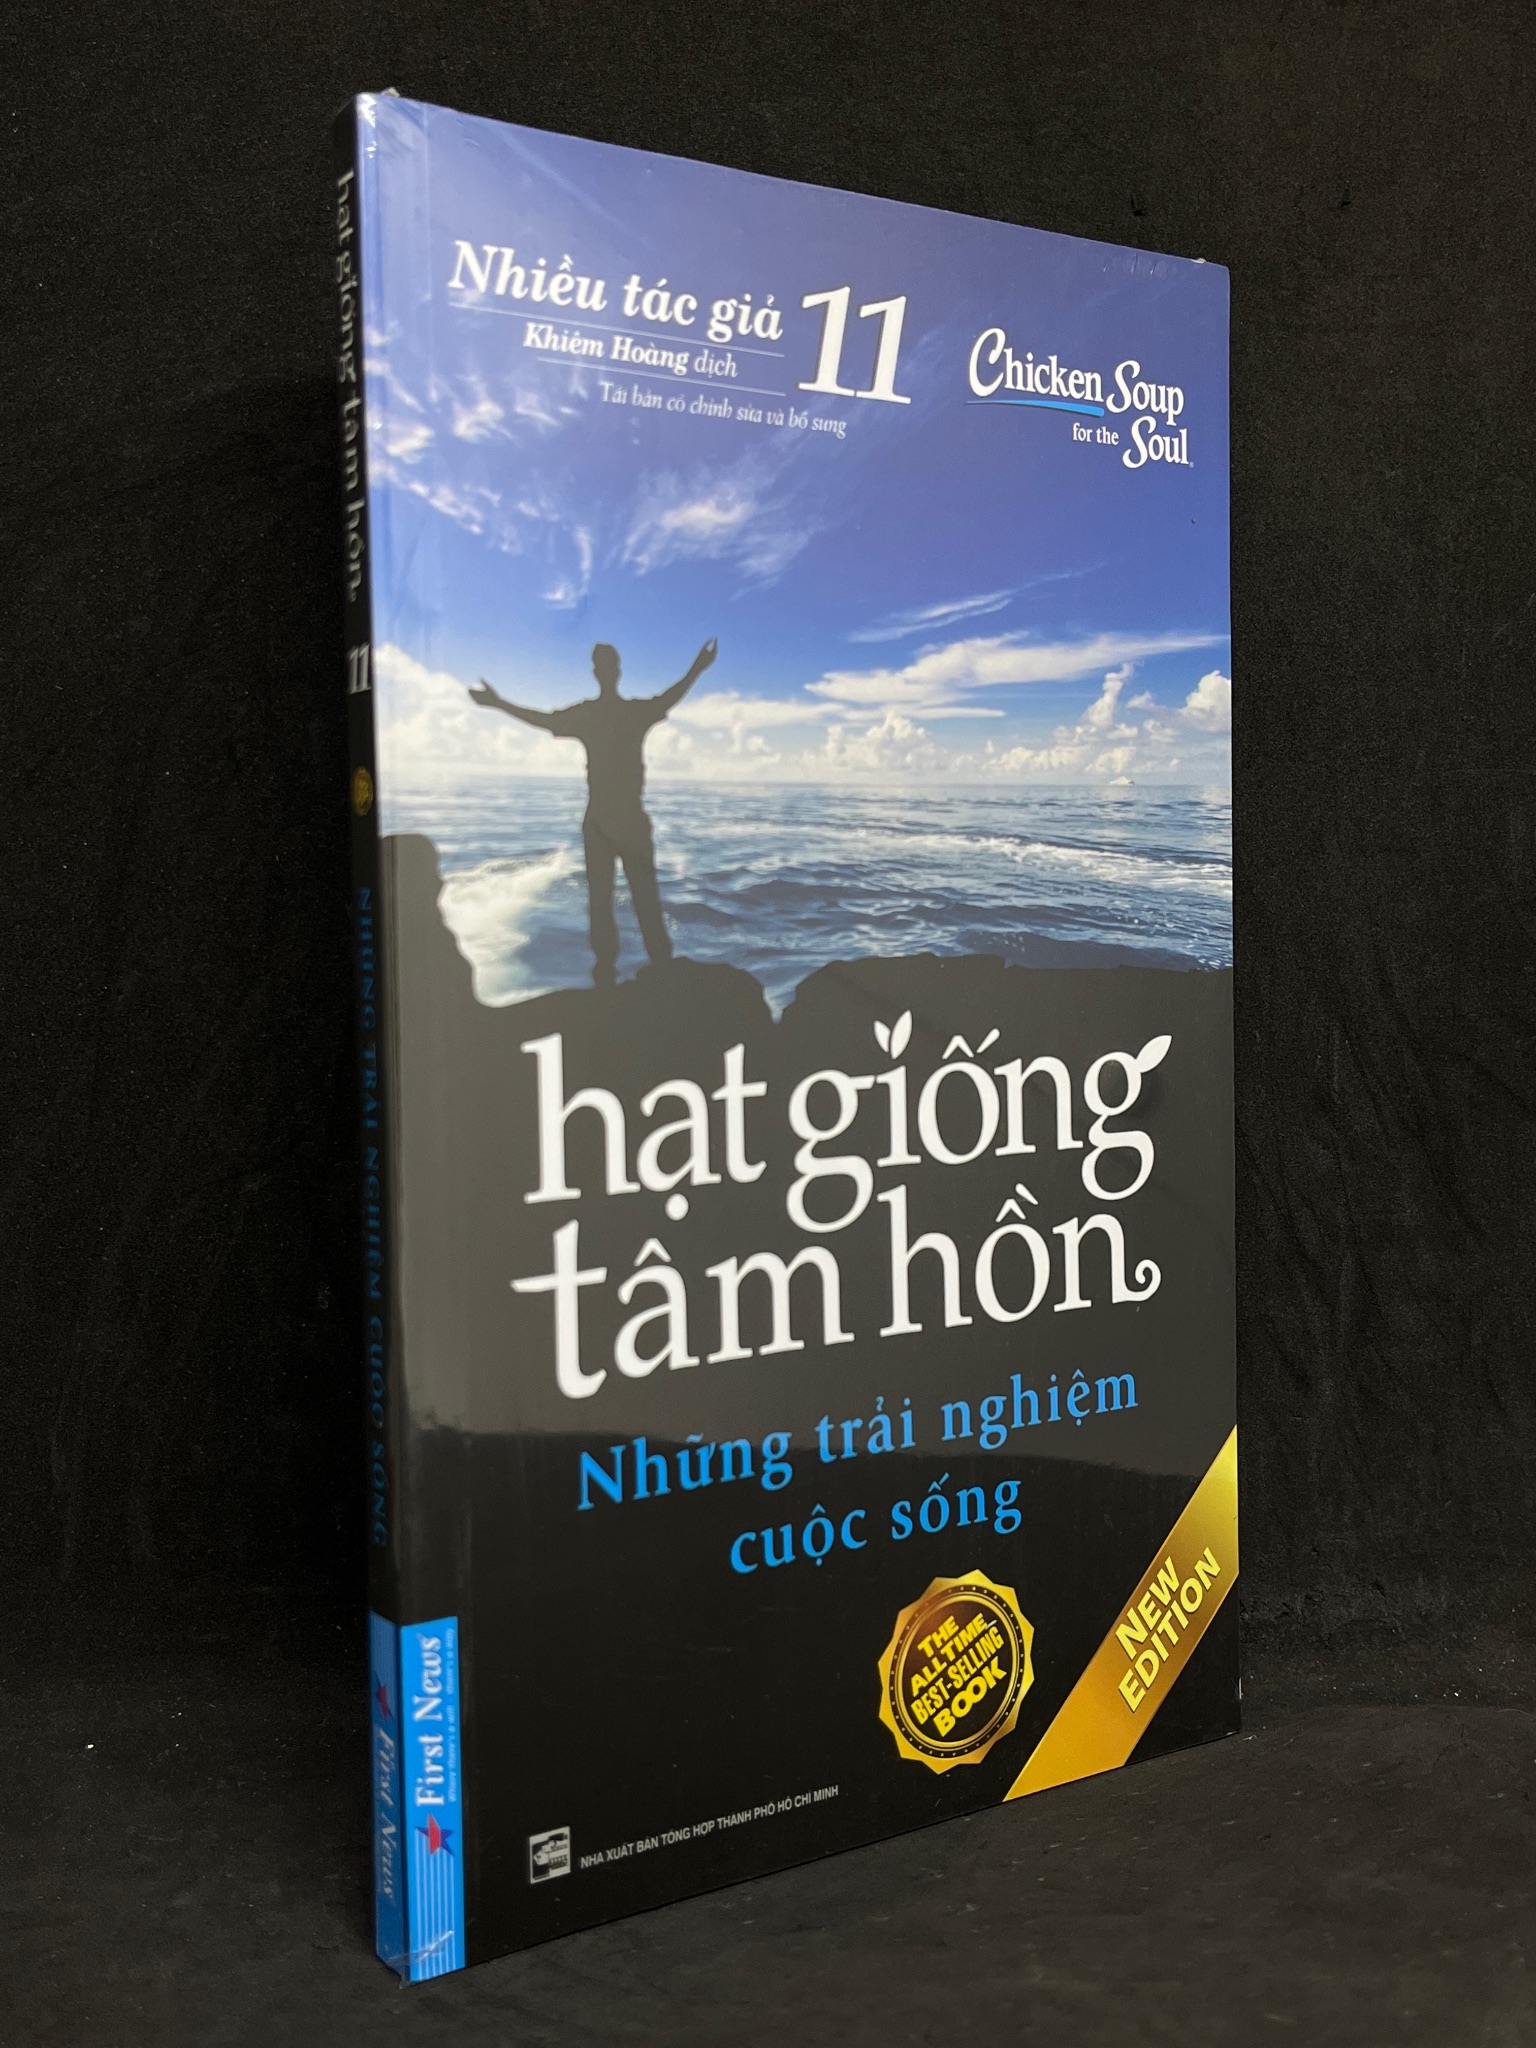 hạt giống tâm hồn
11
NHỮNG TRẢI NGHIỆM CUỘC SỐNG
First News
Nhiều tác giả
11
Khiêm Hoàng dịch
Tái bản có chỉnh sửa và bổ sung
Chicken Soup
for the Soul
hạt giống
tâm hồn
Những trải nghiệm
cuộc sống
THE
ALL TIME
BEST-SELLING
BOOK
NEW
EDITION
First News
NHÀ XUẤT BẢN TỔNG HỢP THÀNH PHỐ HỒ CHÍ MINH